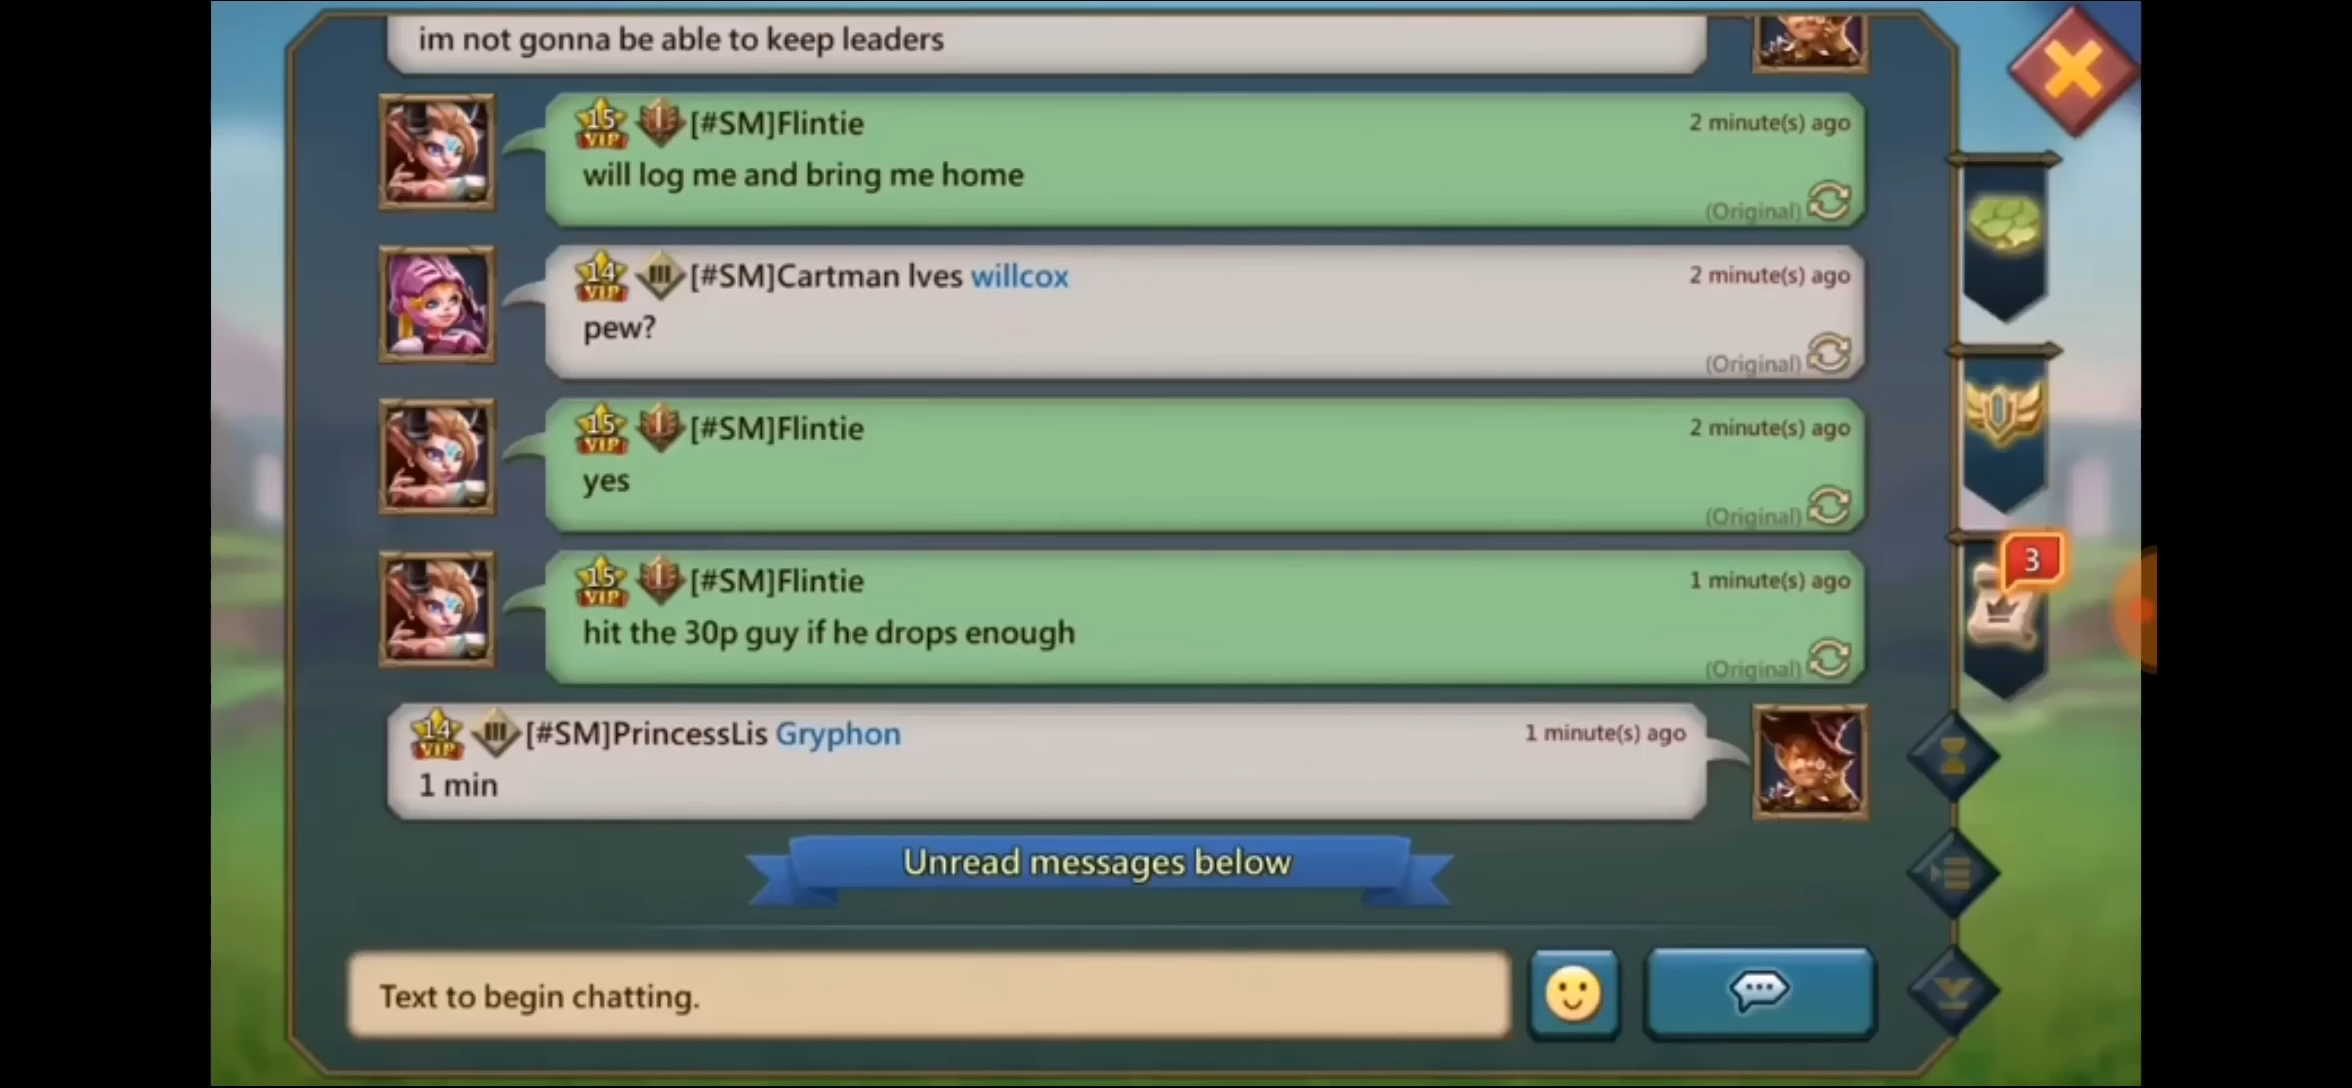 im not gonna be able to keep leaders
15 VIP I [#SM]Flintie 2 minute(s) ago
will log me and bring me home
(Original)
14 VIP III [#SM]Cartman lves willcox 2 minute(s) ago
pew?
(Original)
15 VIP I [#SM]Flintie 2 minute(s) ago
yes
(Original)
15 VIP I [#SM]Flintie 1 minute(s) ago
hit the 30p guy if he drops enough
(Original)
3
14 VIP III [#SM]PrincessLis Gryphon 1 minute(s) ago
1 min
Unread messages below
Text to begin chatting.